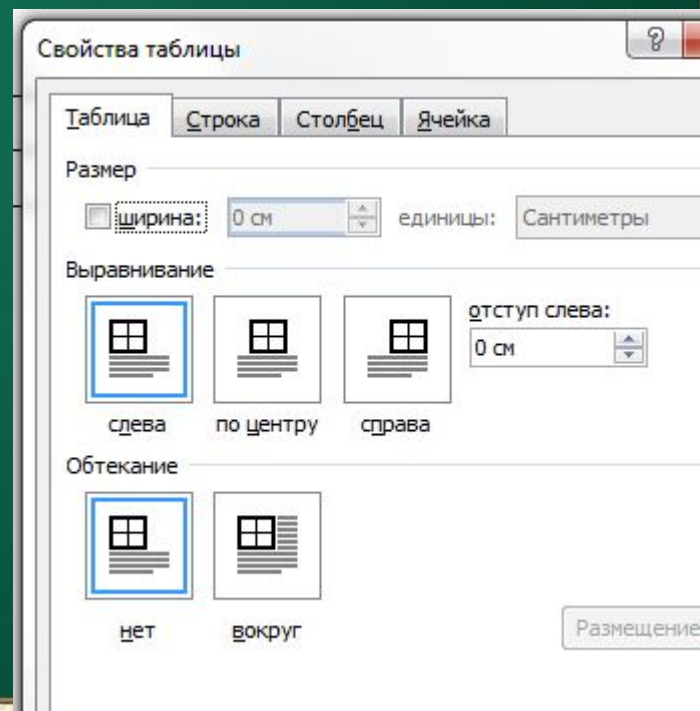 Свойства таблицы
Таблица Строка Столбец Ячейка
Размер
ширина: 0 см единицы: Сантиметры
Выравнивание
отступ слева:
0 см
слева по центру справа
Обтекание
нет вокруг
Размещение